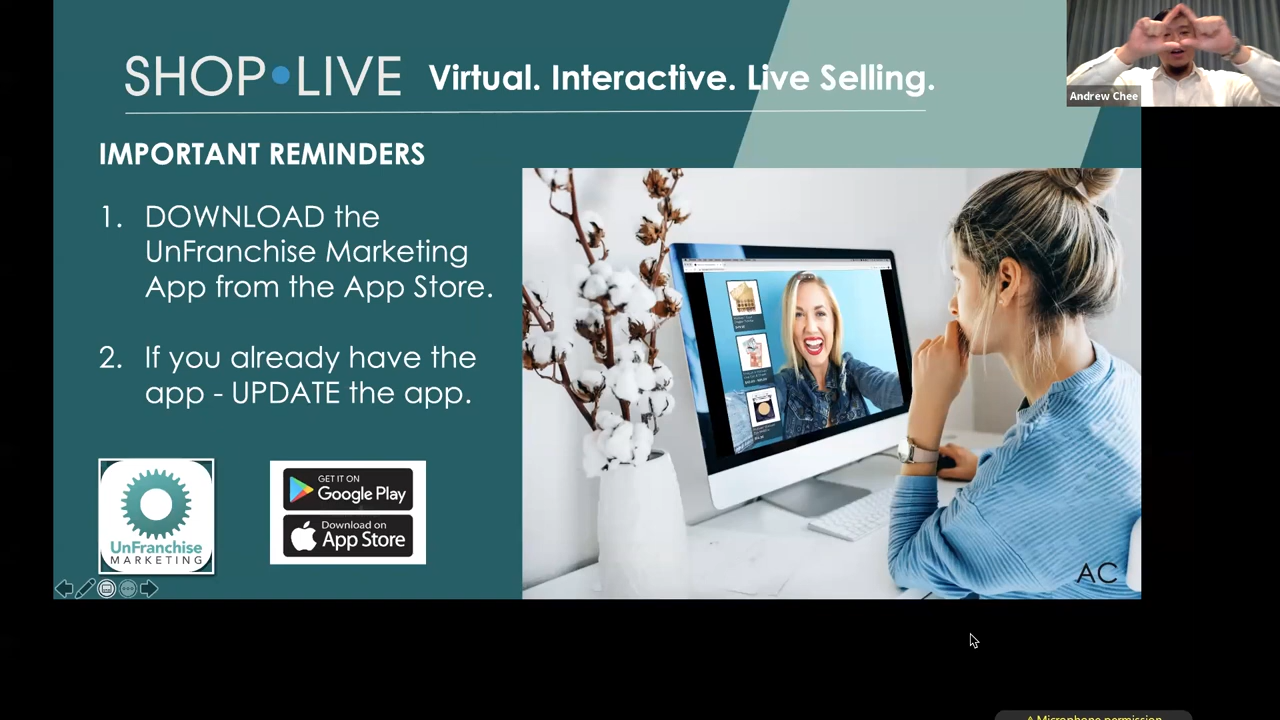 SHOP•LIVE Virtual. Interactive. Live Selling.
Andrew Chee
IMPORTANT REMINDERS
1. DOWNLOAD the
UnFranchise Marketing
App from the App Store.
2. If you already have the
app - UPDATE the app.
UnFranchise
MARKETING
GET IT ON
Google Play
Download on
App Store
AC